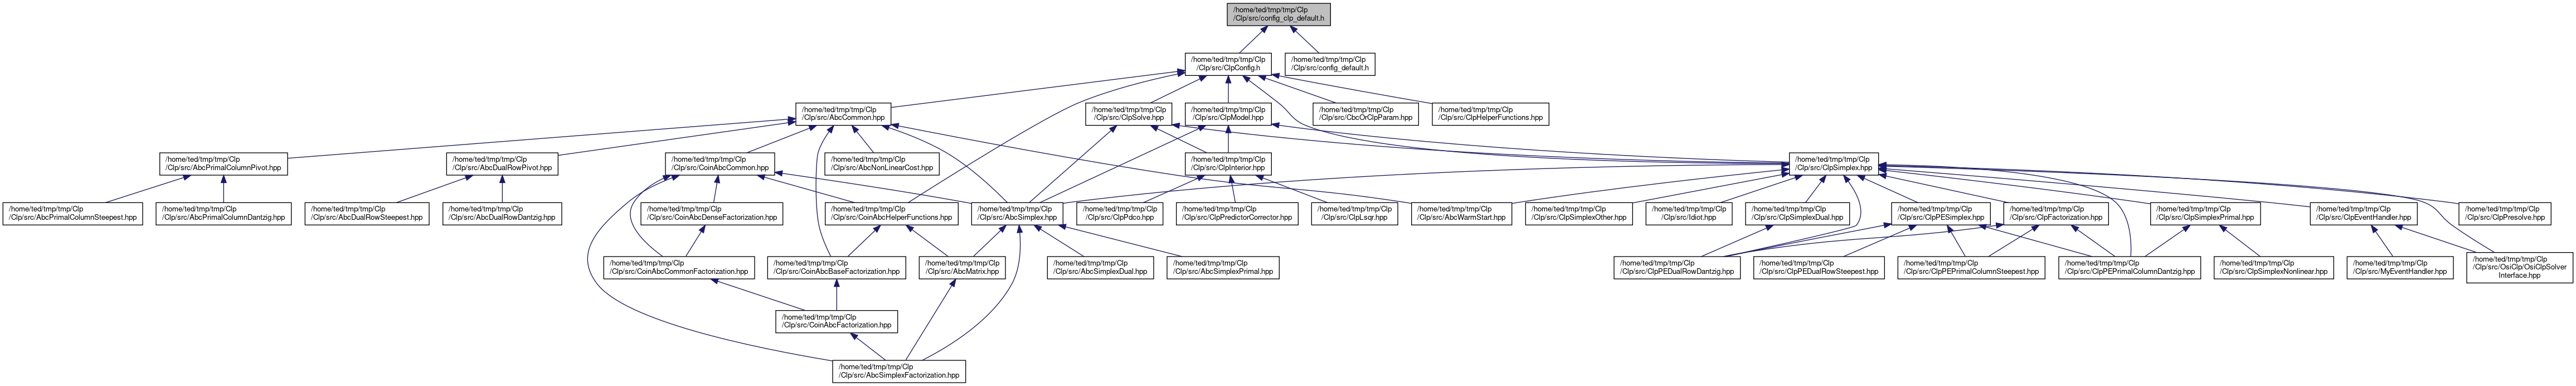 /home/ted/tmp/tmp/Clp
/Clp/src/config_clp_default.h
/home/ted/tmp/tmp/Clp
/Clp/src/ClpConfig.h
/home/ted/tmp/tmp/Clp
/Clp/src/config_default.h
/home/ted/tmp/tmp/Clp
/Clp/src/AbcCommon.hpp
/home/ted/tmp/tmp/Clp
/Clp/src/ClpSolve.hpp
/home/ted/tmp/tmp/Clp
/Clp/src/ClpModel.hpp
/home/ted/tmp/tmp/Clp
/Clp/src/CbcOrClpParam.hpp
/home/ted/tmp/tmp/Clp
/Clp/src/ClpHelperFunctions.hpp
/home/ted/tmp/tmp/Clp
/Clp/src/AbcPrimalColumnPivot.hpp
/home/ted/tmp/tmp/Clp
/Clp/src/AbcDualRowPivot.hpp
/home/ted/tmp/tmp/Clp
/Clp/src/CoinAbcCommon.hpp
/home/ted/tmp/tmp/Clp
/Clp/src/AbcNonLinearCost.hpp
/home/ted/tmp/tmp/Clp
/Clp/src/ClpInterior.hpp
/home/ted/tmp/tmp/Clp
/Clp/src/ClpSimplex.hpp
/home/ted/tmp/tmp/Clp
/Clp/src/AbcPrimalColumnSteepest.hpp
/home/ted/tmp/tmp/Clp
/Clp/src/AbcPrimalColumnDantzig.hpp
/home/ted/tmp/tmp/Clp
/Clp/src/AbcDualRowSteepest.hpp
/home/ted/tmp/tmp/Clp
/Clp/src/AbcDualRowDantzig.hpp
/home/ted/tmp/tmp/Clp
/Clp/src/CoinAbcDenseFactorization.hpp
/home/ted/tmp/tmp/Clp
/Clp/src/CoinAbcHelperFunctions.hpp
/home/ted/tmp/tmp/Clp
/Clp/src/AbcSimplex.hpp
/home/ted/tmp/tmp/Clp
/Clp/src/ClpPdco.hpp
/home/ted/tmp/tmp/Clp
/Clp/src/ClpPredictorCorrector.hpp
/home/ted/tmp/tmp/Clp
/Clp/src/ClpLsqr.hpp
/home/ted/tmp/tmp/Clp
/Clp/src/AbcWarmStart.hpp
/home/ted/tmp/tmp/Clp
/Clp/src/ClpSimplexOther.hpp
/home/ted/tmp/tmp/Clp
/Clp/src/Idiot.hpp
/home/ted/tmp/tmp/Clp
/Clp/src/ClpSimplexDual.hpp
/home/ted/tmp/tmp/Clp
/Clp/src/ClpPESimplex.hpp
/home/ted/tmp/tmp/Clp
/Clp/src/ClpFactorization.hpp
/home/ted/tmp/tmp/Clp
/Clp/src/ClpSimplexPrimal.hpp
/home/ted/tmp/tmp/Clp
/Clp/src/ClpEventHandler.hpp
/home/ted/tmp/tmp/Clp
/Clp/src/ClpPresolve.hpp
/home/ted/tmp/tmp/Clp
/Clp/src/CoinAbcCommonFactorization.hpp
/home/ted/tmp/tmp/Clp
/Clp/src/CoinAbcBaseFactorization.hpp
/home/ted/tmp/tmp/Clp
/Clp/src/AbcMatrix.hpp
/home/ted/tmp/tmp/Clp
/Clp/src/AbcSimplexDual.hpp
/home/ted/tmp/tmp/Clp
/Clp/src/AbcSimplexPrimal.hpp
/home/ted/tmp/tmp/Clp
/Clp/src/ClpPEDualRowDantzig.hpp
/home/ted/tmp/tmp/Clp
/Clp/src/ClpPEDualRowSteepest.hpp
/home/ted/tmp/tmp/Clp
/Clp/src/ClpPEPrimalColumnSteepest.hpp
/home/ted/tmp/tmp/Clp
/Clp/src/ClpPEPrimalColumnDantzig.hpp
/home/ted/tmp/tmp/Clp
/Clp/src/ClpSimplexNonlinear.hpp
/home/ted/tmp/tmp/Clp
/Clp/src/MyEventHandler.hpp
/home/ted/tmp/tmp/Clp
/Clp/src/OsiClp/OsiClpSolver
Interface.hpp
/home/ted/tmp/tmp/Clp
/Clp/src/CoinAbcFactorization.hpp
/home/ted/tmp/tmp/Clp
/Clp/src/AbcSimplexFactorization.hpp